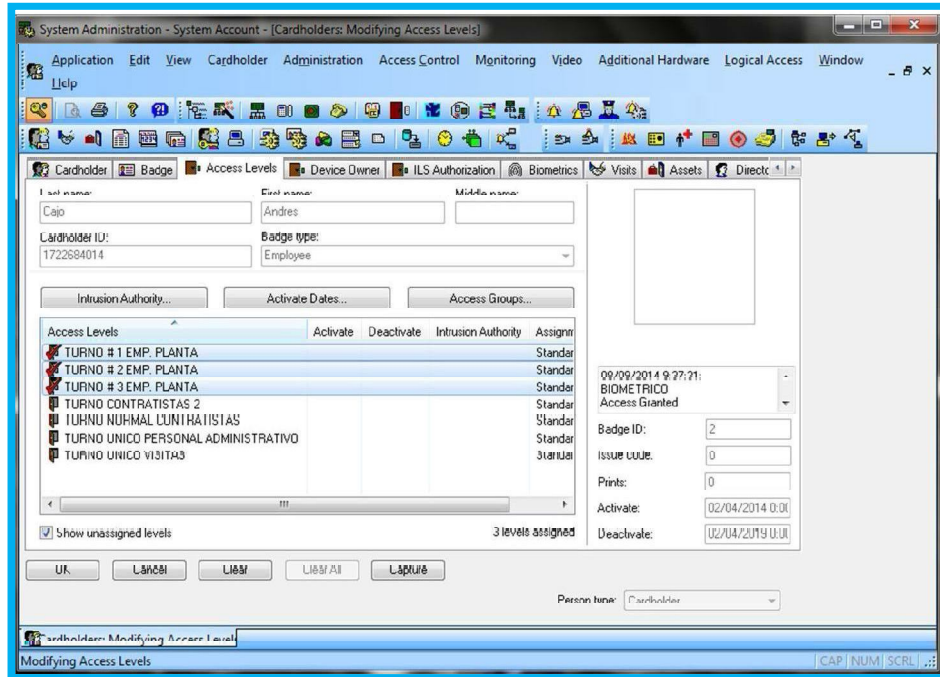 System Administration - System Account - [Cardholders: Modifying Access Levels]
Application Edit View Cardholder Administration Access Control Monitoring Video Additional Hardware Logical Access Window
Help
Cardholder Badge Access Levels Device Owner ILS Authorization Biometrics Visits Assets Directo
Last name: First name: Middle name:
Cajo Andres
Cardholder ID: Badge type:
1722684014 Employee
Intrusion Authority... Activate Dates... Access Groups...
Access Levels Activate Deactivate Intrusion Authority Assignm
TURNO # 1 EMP. PLANTA Standar
TURNO # 2 EMP. PLANTA Standar
TURNO # 3 EMP. PLANTA Standar
TURNO CONTRATISTAS 2 Standar
TURNO NORMAL CONTRATISTAS Standar
TURNO UNICO PERSONAL ADMINISTRATIVO Standar
TURNO UNICO VISITAS Standar
Show unassigned levels 3 levels assigned
09/09/2014 9:27:21:
BIOMETRICO
Access Granted
Badge ID: 2
Issue code: 0
Prints: 0
Activate: 02/04/2014 0:00
Deactivate: 02/04/2019 0:00
OK Cancel Clear Clear All Capture
Person type: Cardholder
Cardholders: Modifying Access Levels
Modifying Access Levels CAP NUM SCRL